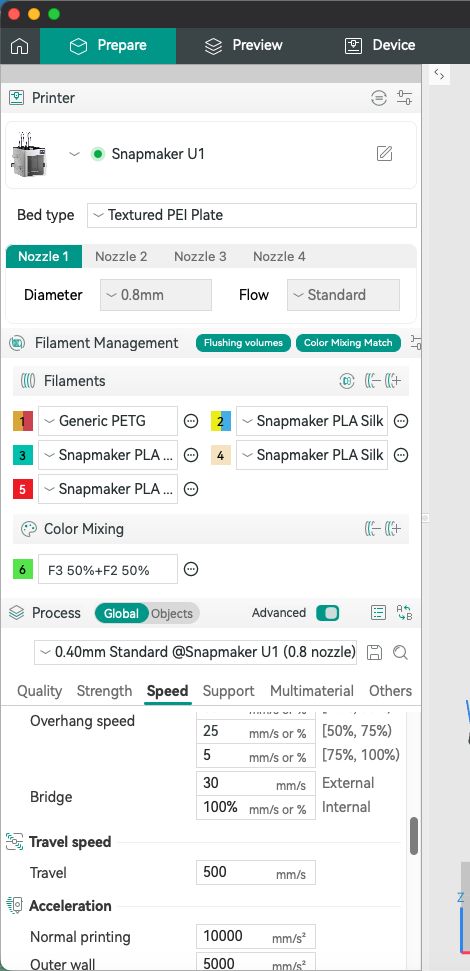 Prepare
Preview
Device
Printer
Snapmaker U1
Bed type
Textured PEI Plate
Nozzle 1 Nozzle 2 Nozzle 3 Nozzle 4
Diameter 0.8mm Flow Standard
Filament Management Flushing volumes Color Mixing Match
Filaments
1 Generic PETG 2 Snapmaker PLA Silk
3 Snapmaker PLA ... 4 Snapmaker PLA Silk
5 Snapmaker PLA ...
Color Mixing
6 F3 50%+F2 50%
Process Global Objects Advanced
0.40mm Standard @Snapmaker U1 (0.8 nozzle)
Quality Strength Speed Support Multimaterial Others
Overhang speed
25 mm/s or % [50%, 75%)
5 mm/s or % [75%, 100%)
Bridge
30 mm/s External
100% mm/s or % Internal
Travel speed
Travel 500 mm/s
Acceleration
Normal printing 10000 mm/s²
Outer wall 5000 mm/s²
Z